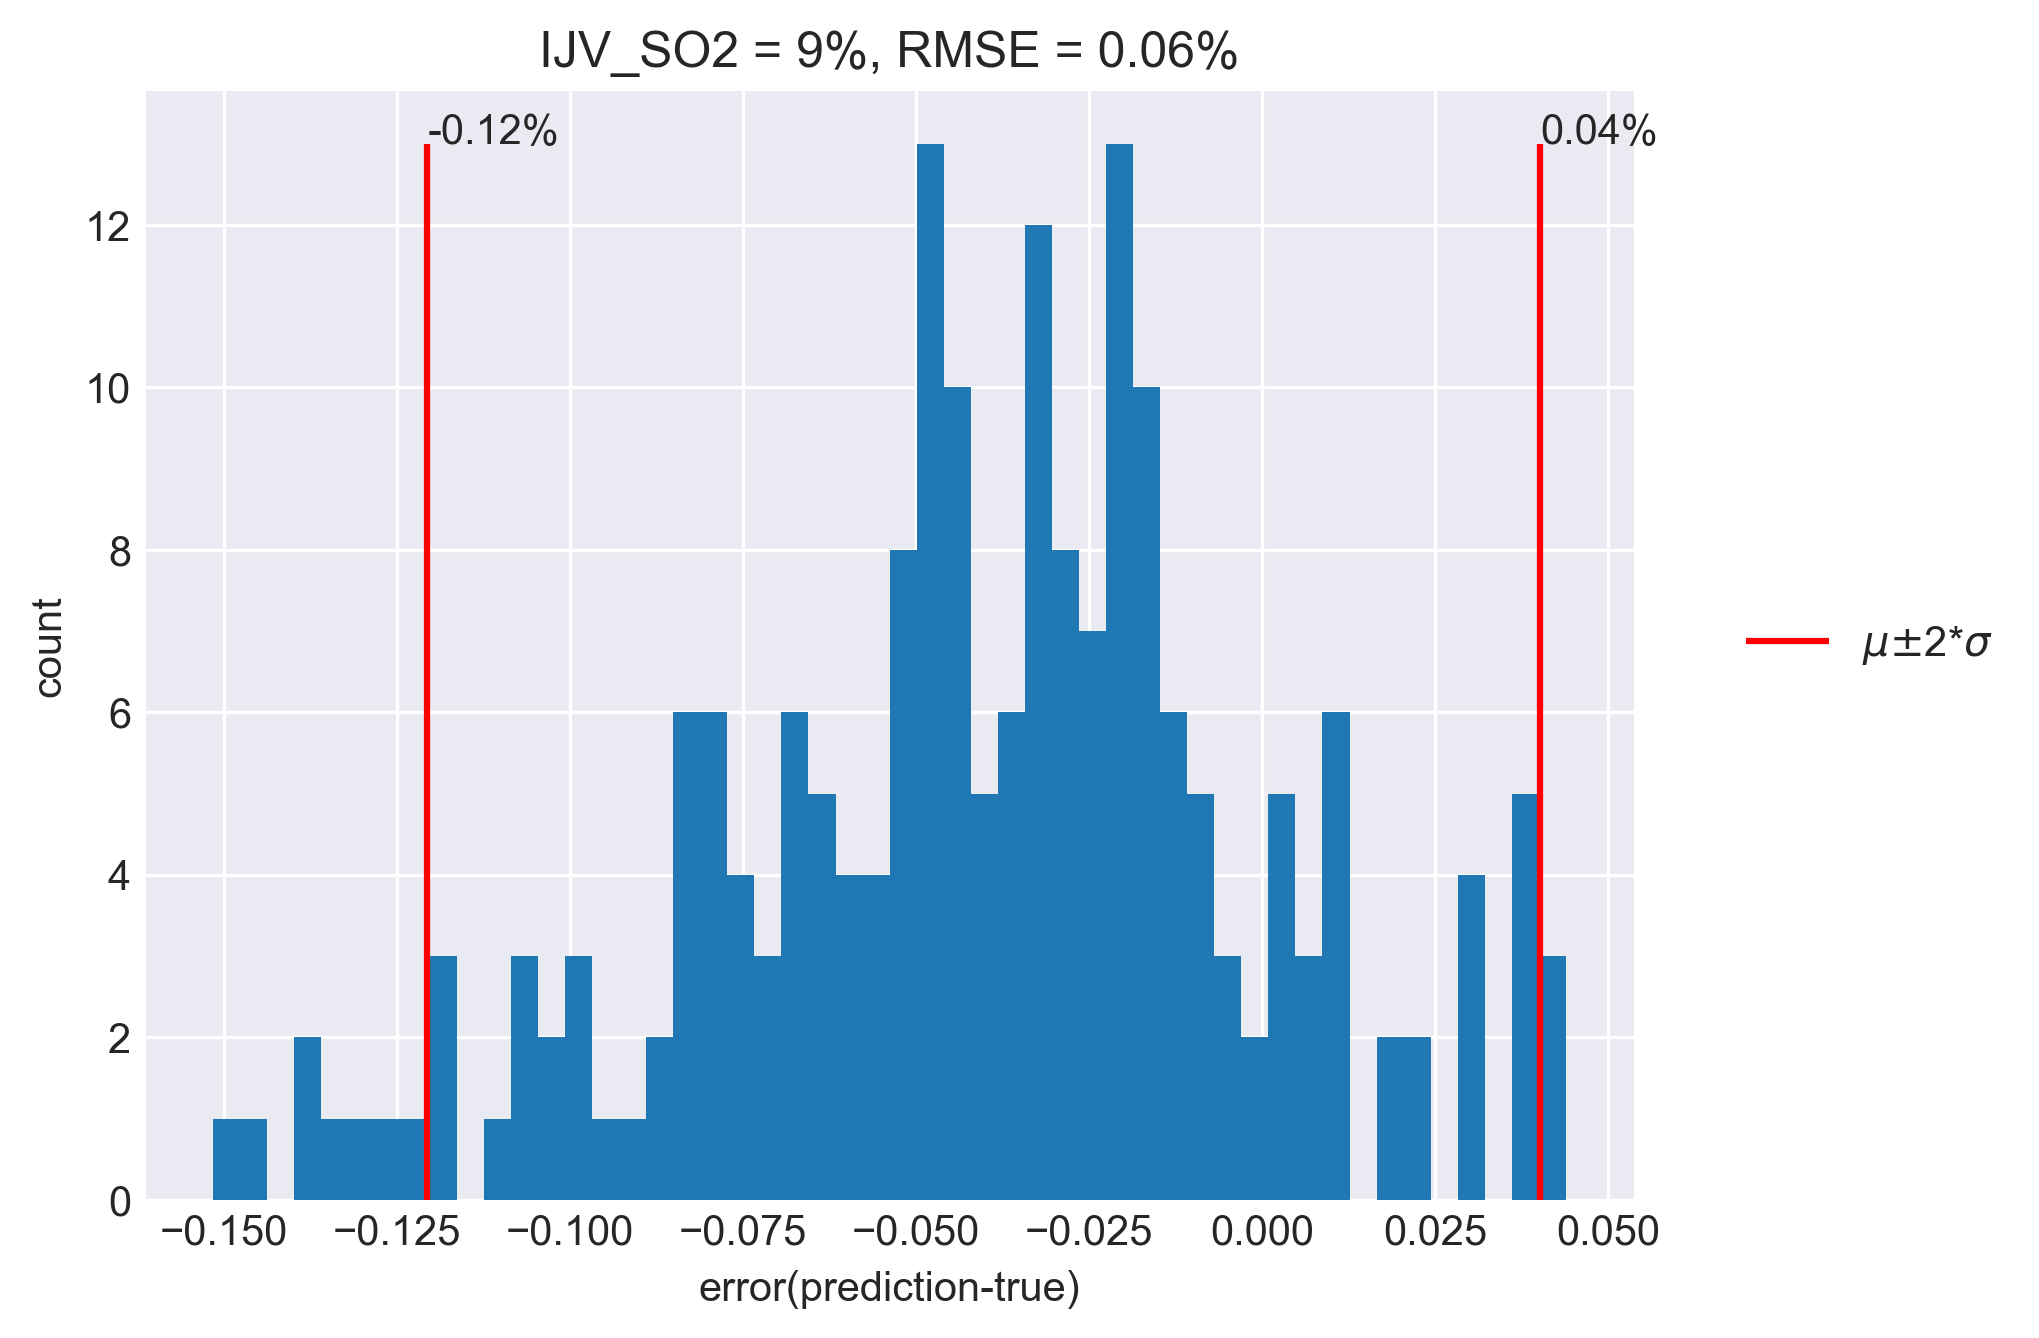 IJV_SO2 = 9%, RMSE = 0.06%
-0.12%
0.04%
12
10
8
6
4
2
0
count
μ±2*σ
−0.150 −0.125 −0.100 −0.075 −0.050 −0.025 0.000 0.025 0.050
error(prediction-true)